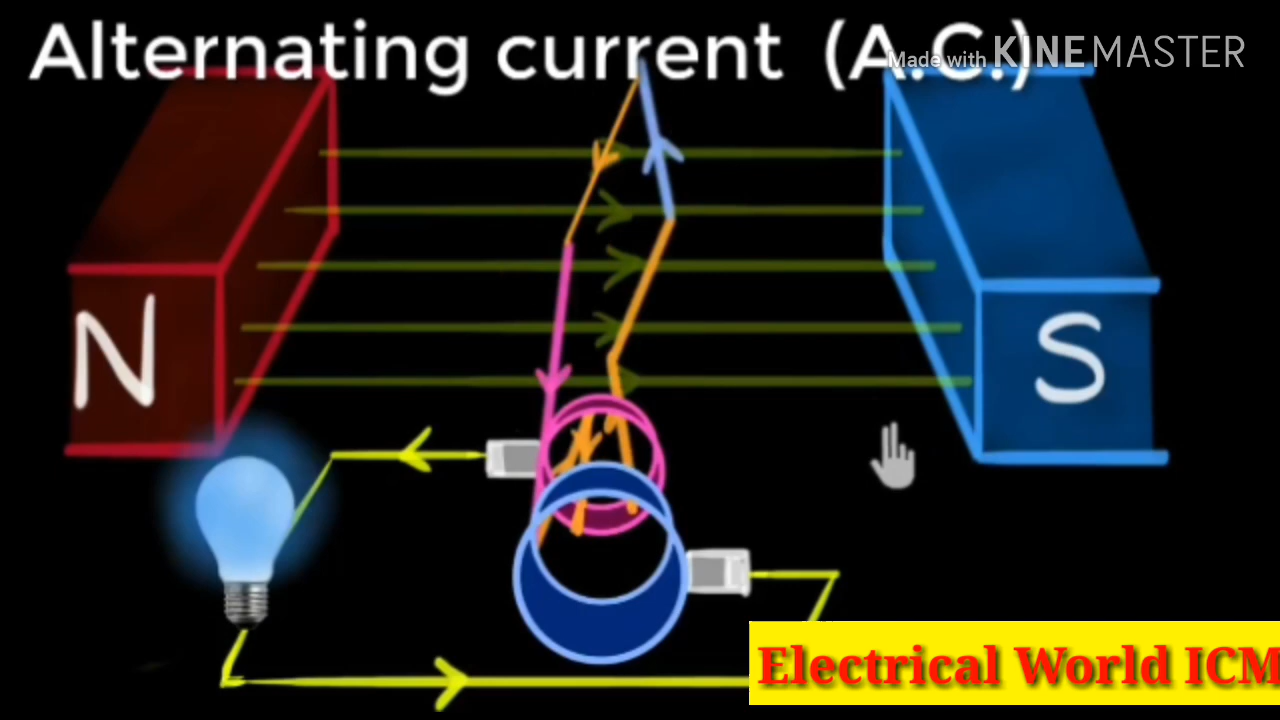 Alternating current (A.C.)
Made with KINEMASTER
N
S
Electrical World ICM